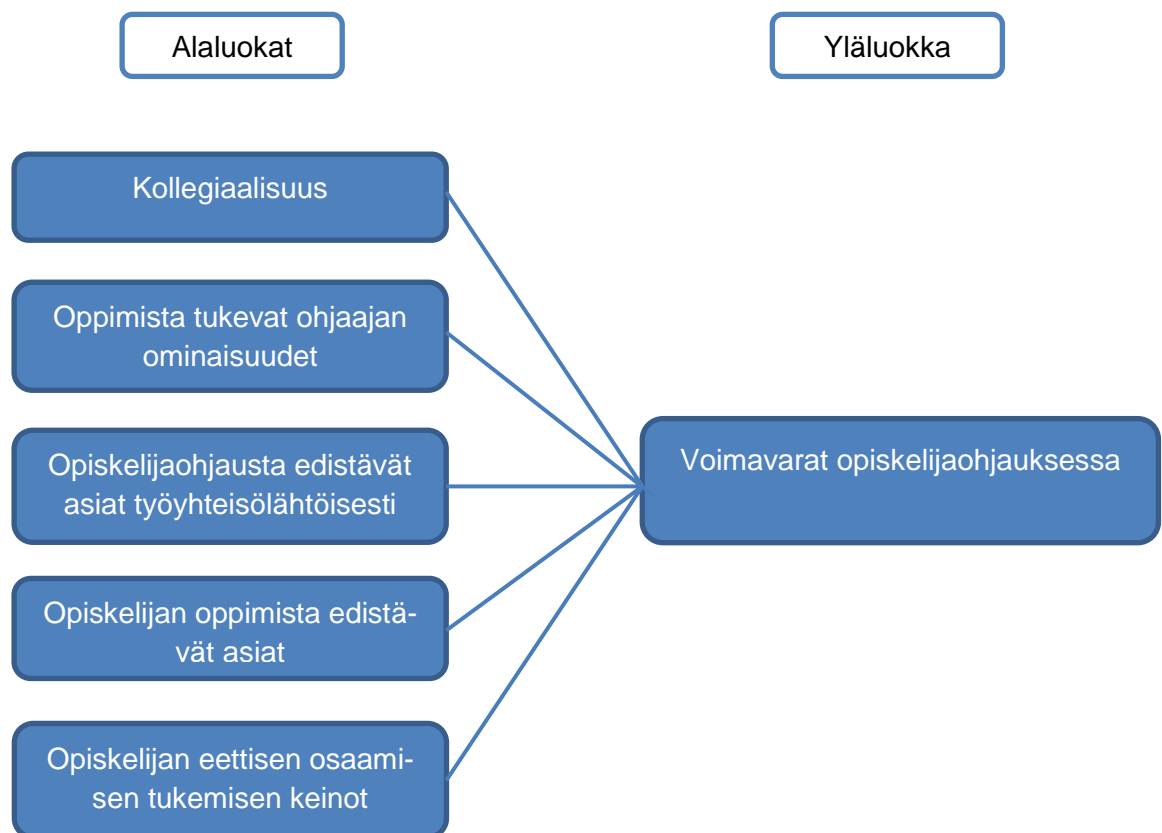 Alaluokat
Yläluokka
Kollegiaalisuus
Oppimista tukevat ohjaajan
ominaisuudet
Opiskelijaohjausta edistävät
asiat työyhteisölähtöisesti
Opiskelijan oppimista edistä-
vät asiat
Opiskelijan eettisen osaami-
sen tukemisen keinot
Voimavarat opiskelijaohjauksessa